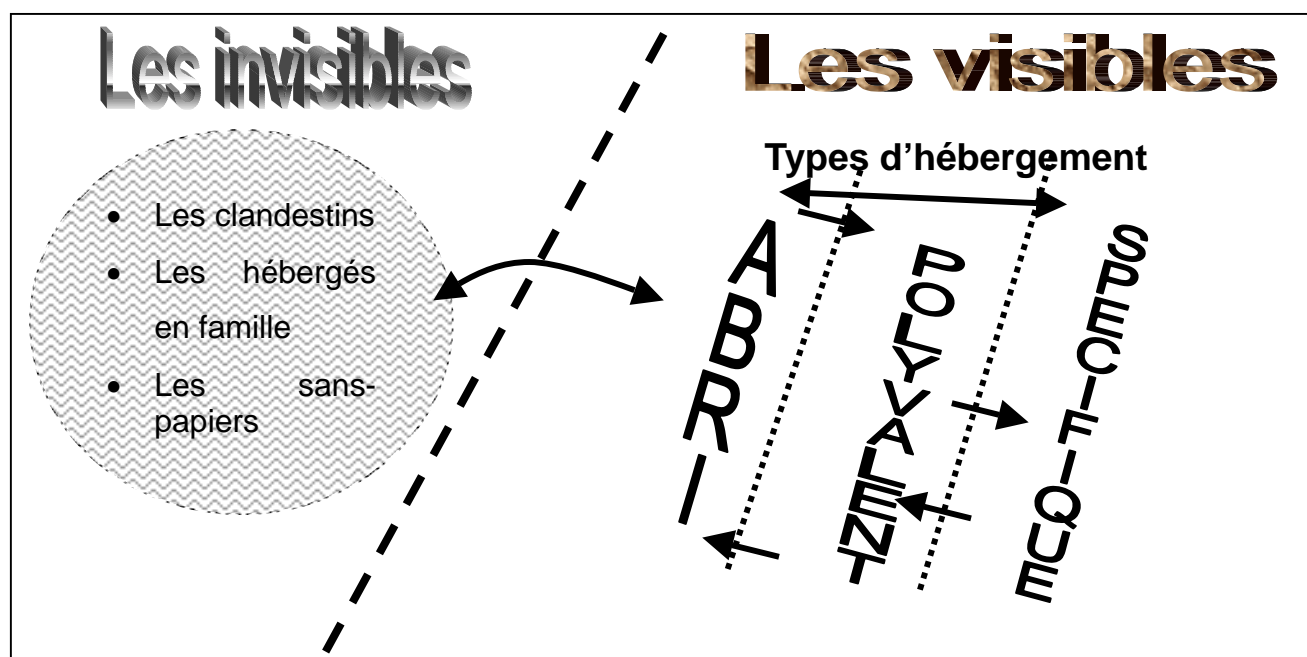 Les invisibles
Les visibles
Types d’hébergement
• Les clandestins
• Les hébergés
en famille
• Les sans-
papiers
ABRI
POLYVALENT
SPECIFIQUE